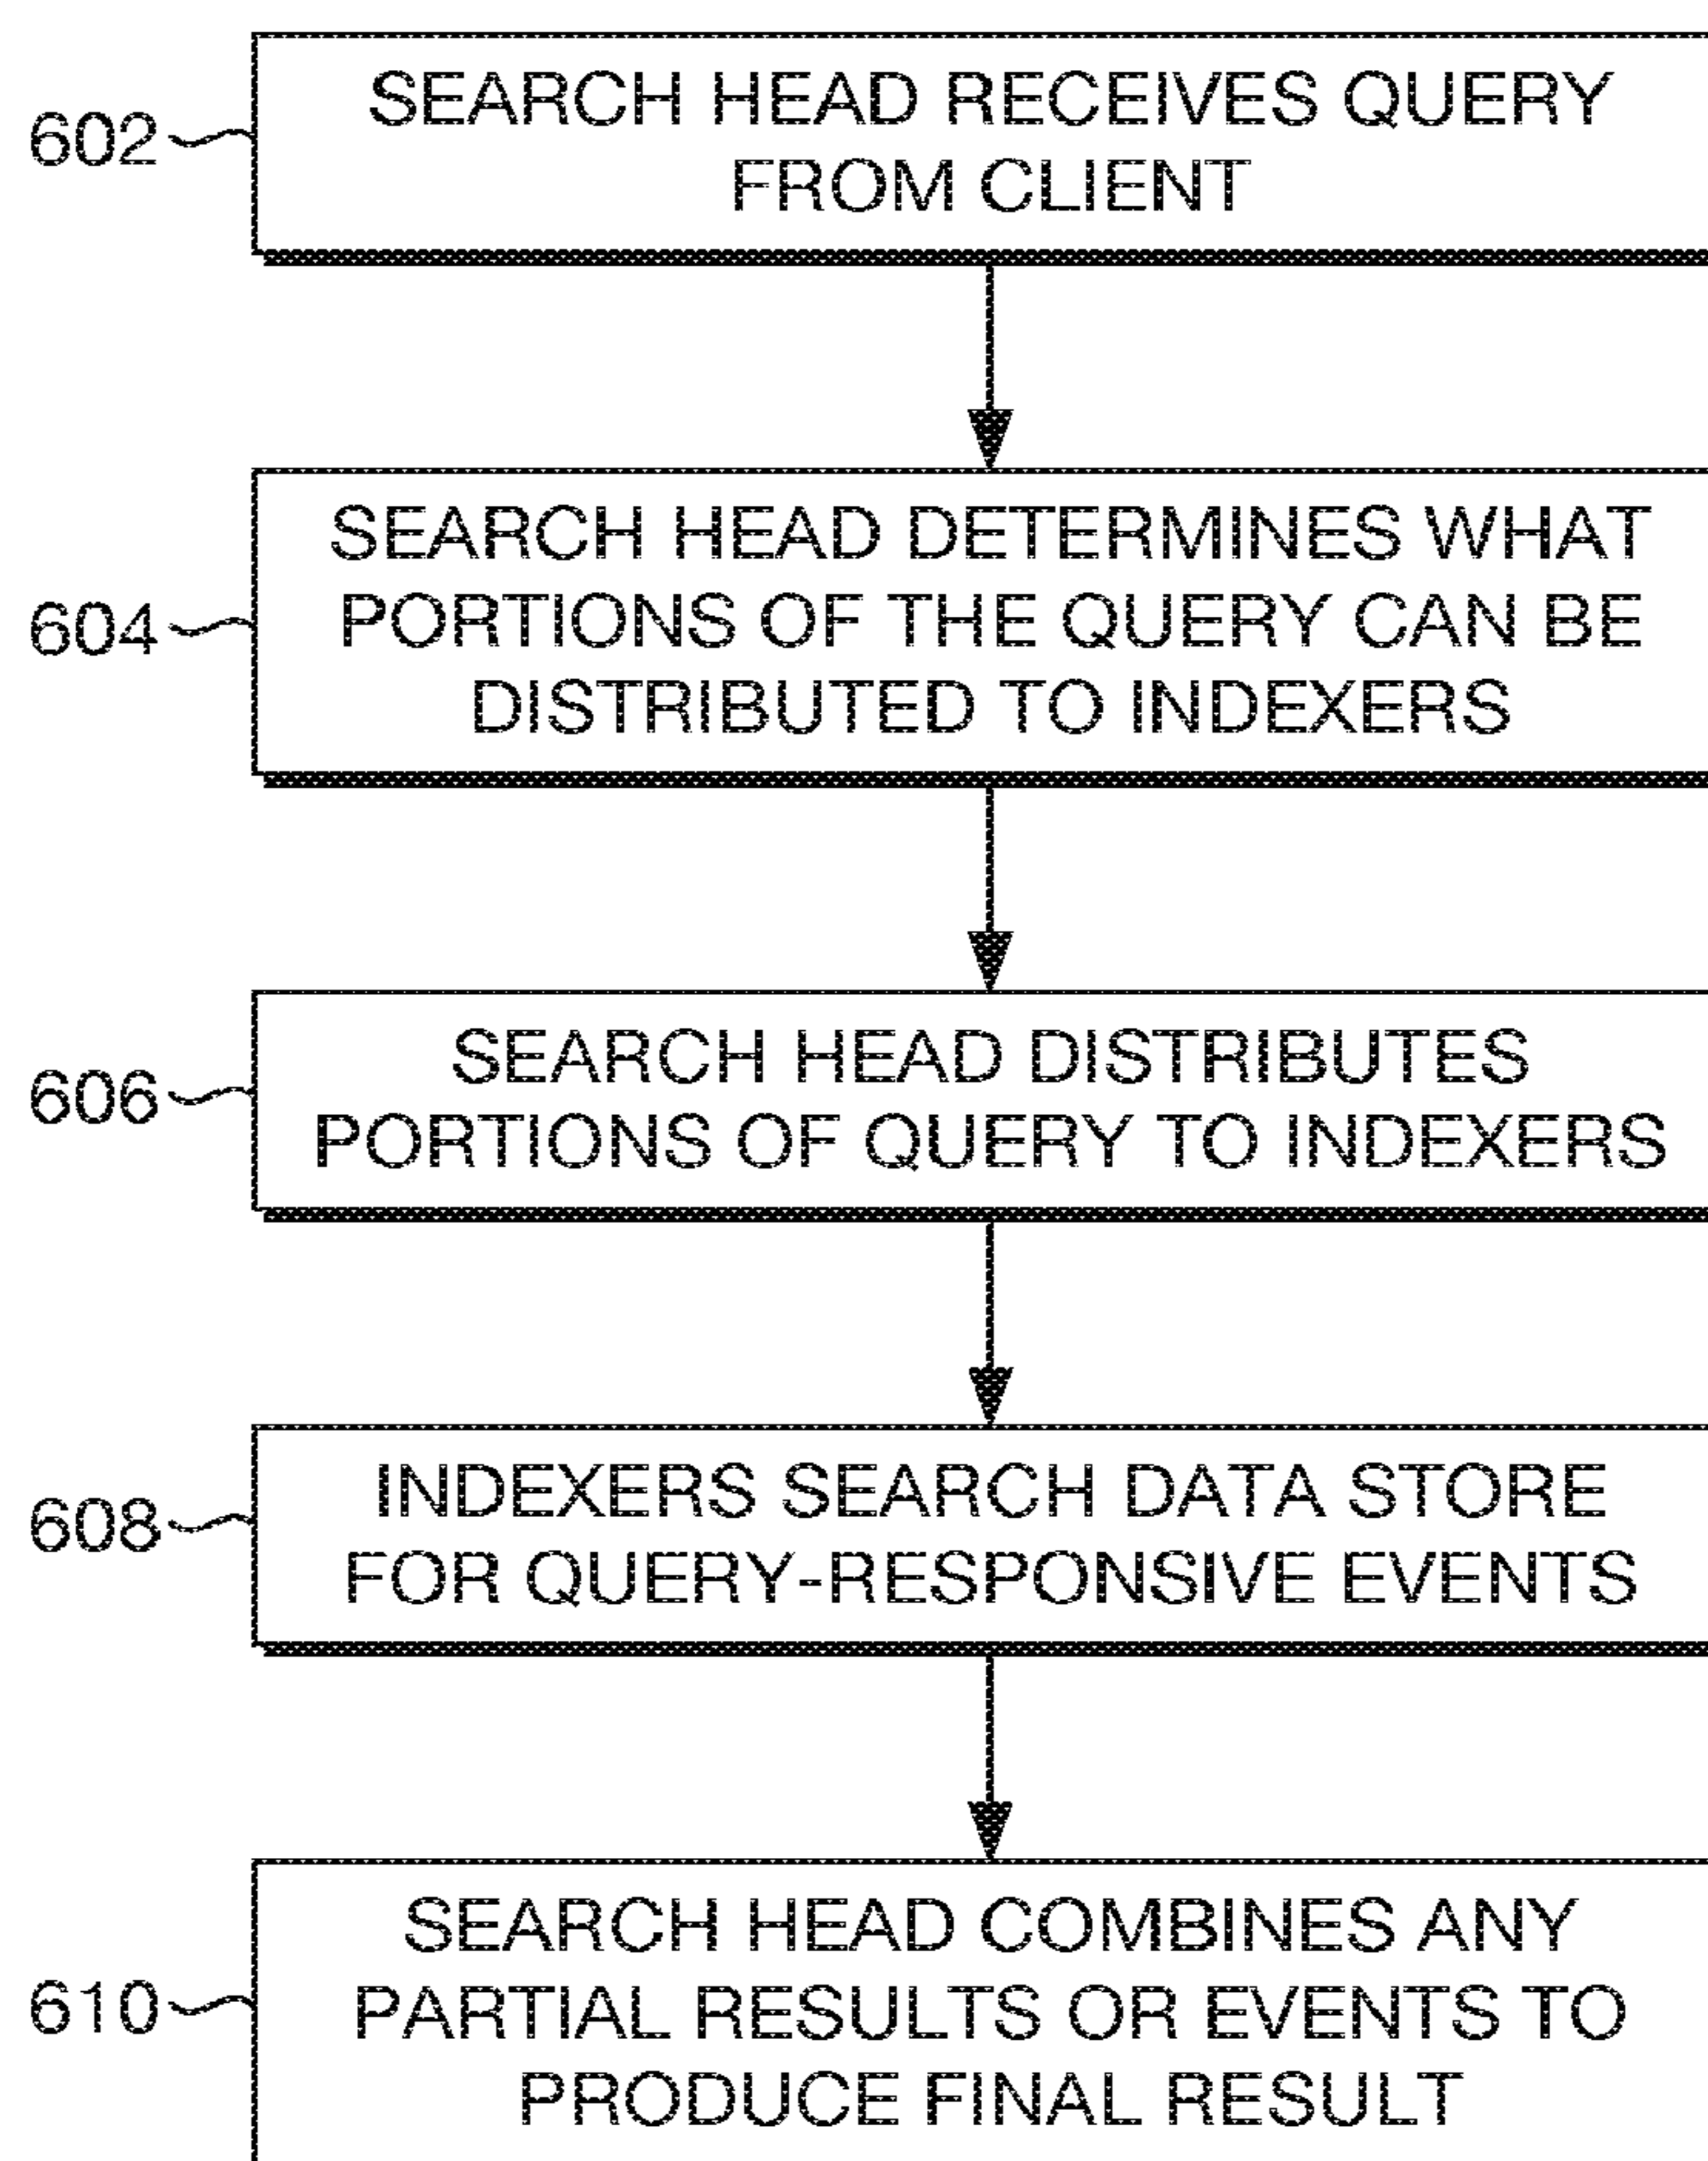 602
SEARCH HEAD RECEIVES QUERY
FROM CLIENT
604
SEARCH HEAD DETERMINES WHAT
PORTIONS OF THE QUERY CAN BE
DISTRIBUTED TO INDEXERS
606
SEARCH HEAD DISTRIBUTES
PORTIONS OF QUERY TO INDEXERS
608
INDEXERS SEARCH DATA STORE
FOR QUERY-RESPONSIVE EVENTS
610
SEARCH HEAD COMBINES ANY
PARTIAL RESULTS OR EVENTS TO
PRODUCE FINAL RESULT